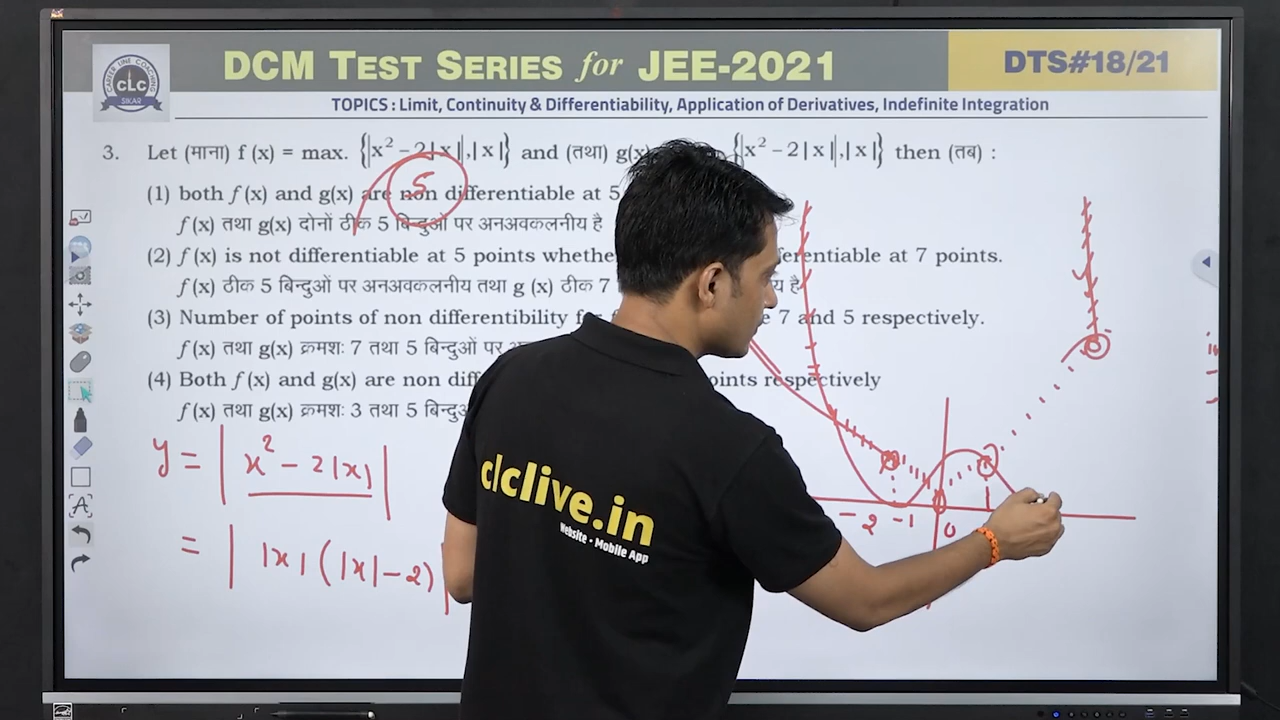 DCM TEST SERIES for JEE-2021
DTS#18/21
CAREER LINE COACHING
CLC
SIKAR
TOPICS : Limit, Continuity & Differentiability, Application of Derivatives, Indefinite Integration
3. Let (माना) f (x) = max. {|x² – 2|x||,|x|} and (तथा) g(x) {|x² – 2|x||,|x|} then (तब) :
(1) both f (x) and g(x) are non differentiable at 5
f (x) तथा g(x) दोनों ठीक 5 बिन्दुओं पर अनअवकलनीय है
(2) f (x) is not differentiable at 5 points at 7 points.
f (x) ठीक 5 बिन्दुओं पर अनअवकलनीय तथा g (x) ठीक 7 है
(3) Number of points of non differentibility 7 and 5 respectively.
f (x) तथा g(x) क्रमशः 7 तथा 5 बिन्दुओं पर
(4) Both f (x) and g(x) are non respectively
f (x) तथा g(x) क्रमशः 3 तथा 5
5
y = | x² – 2|x| |
= | |x| (|x| – 2) |
–2 –1 0 1
clclive.in
Website • Mobile App